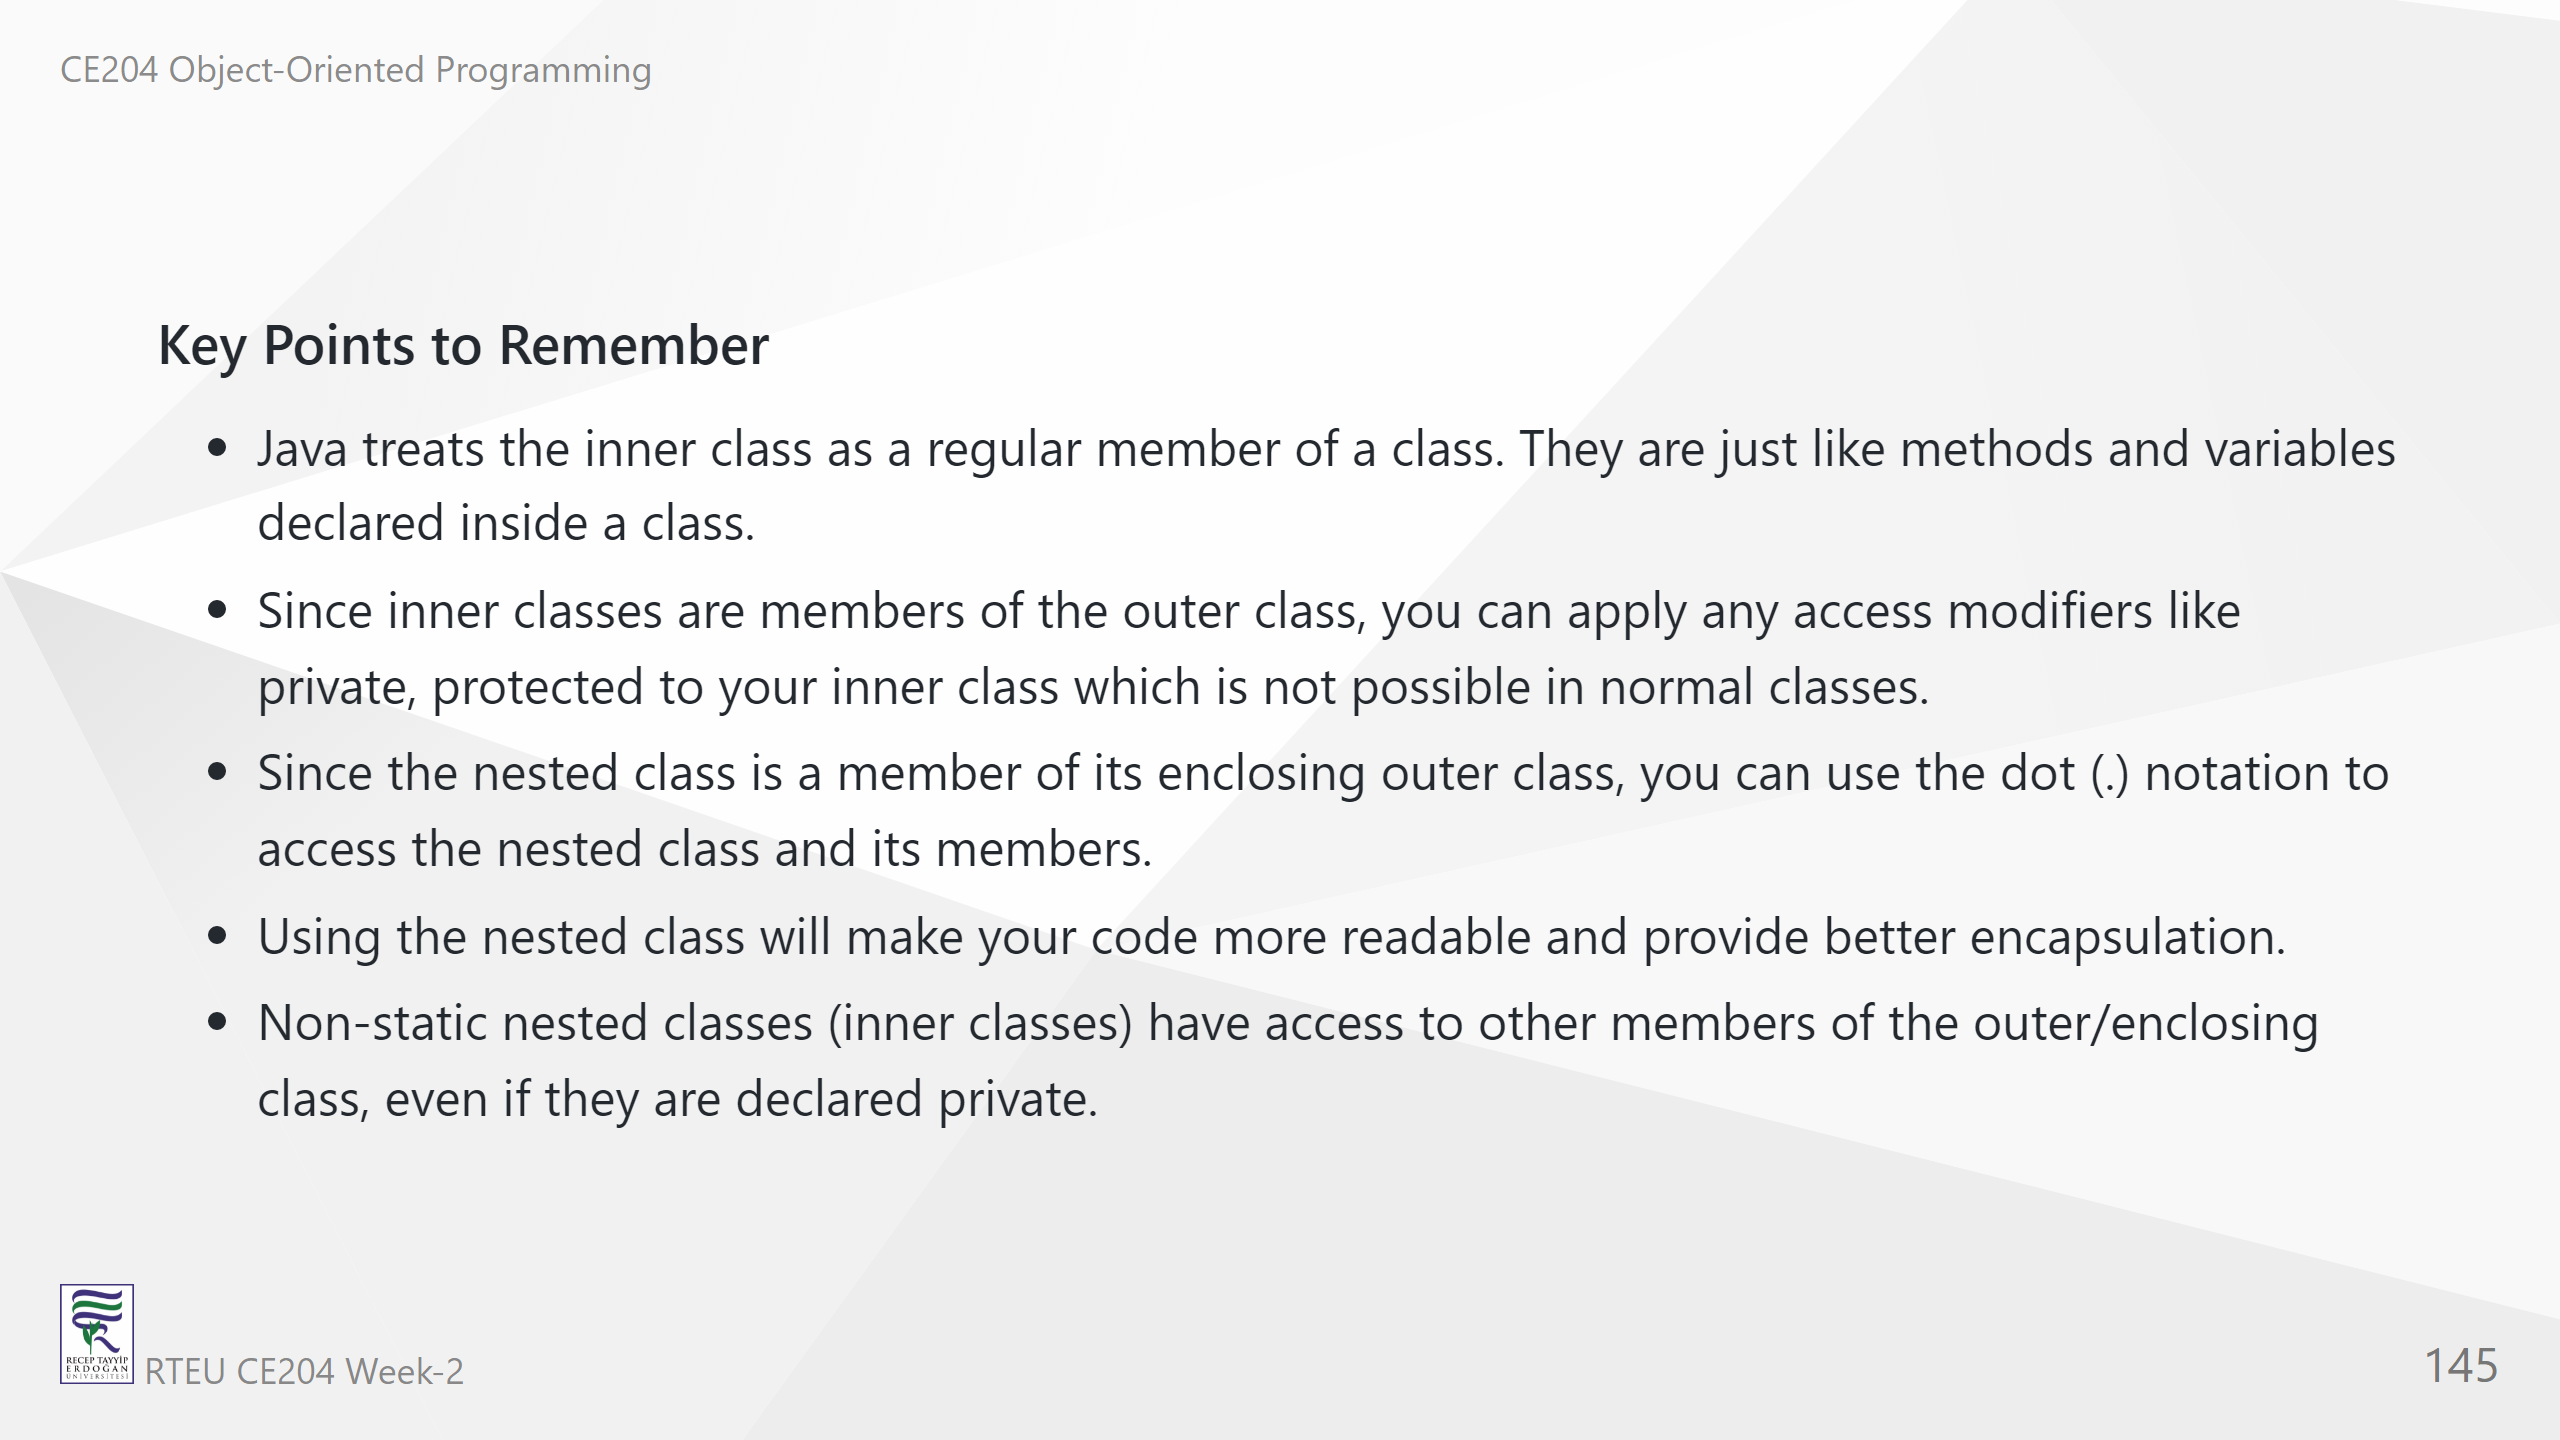 CE204 Object-Oriented Programming
Key Points to Remember
• Java treats the inner class as a regular member of a class. They are just like methods and variables
declared inside a class.
• Since inner classes are members of the outer class, you can apply any access modifiers like
private, protected to your inner class which is not possible in normal classes.
• Since the nested class is a member of its enclosing outer class, you can use the dot (.) notation to
access the nested class and its members.
• Using the nested class will make your code more readable and provide better encapsulation.
• Non-static nested classes (inner classes) have access to other members of the outer/enclosing
class, even if they are declared private.
RECEP TAYYİP
ERDOĞAN
ÜNİVERSİTESİ
RTEU CE204 Week-2
145